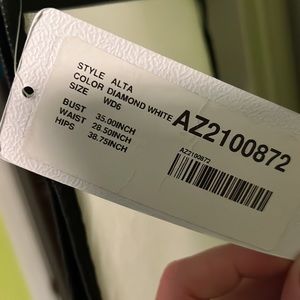 STYLE ALTA
COLOR DIAMOND WHITE
SIZE WD6
BUST 35.00INCH
WAIST 28.50INCH
HIPS 38.75INCH
AZ2100872
AZ2100872